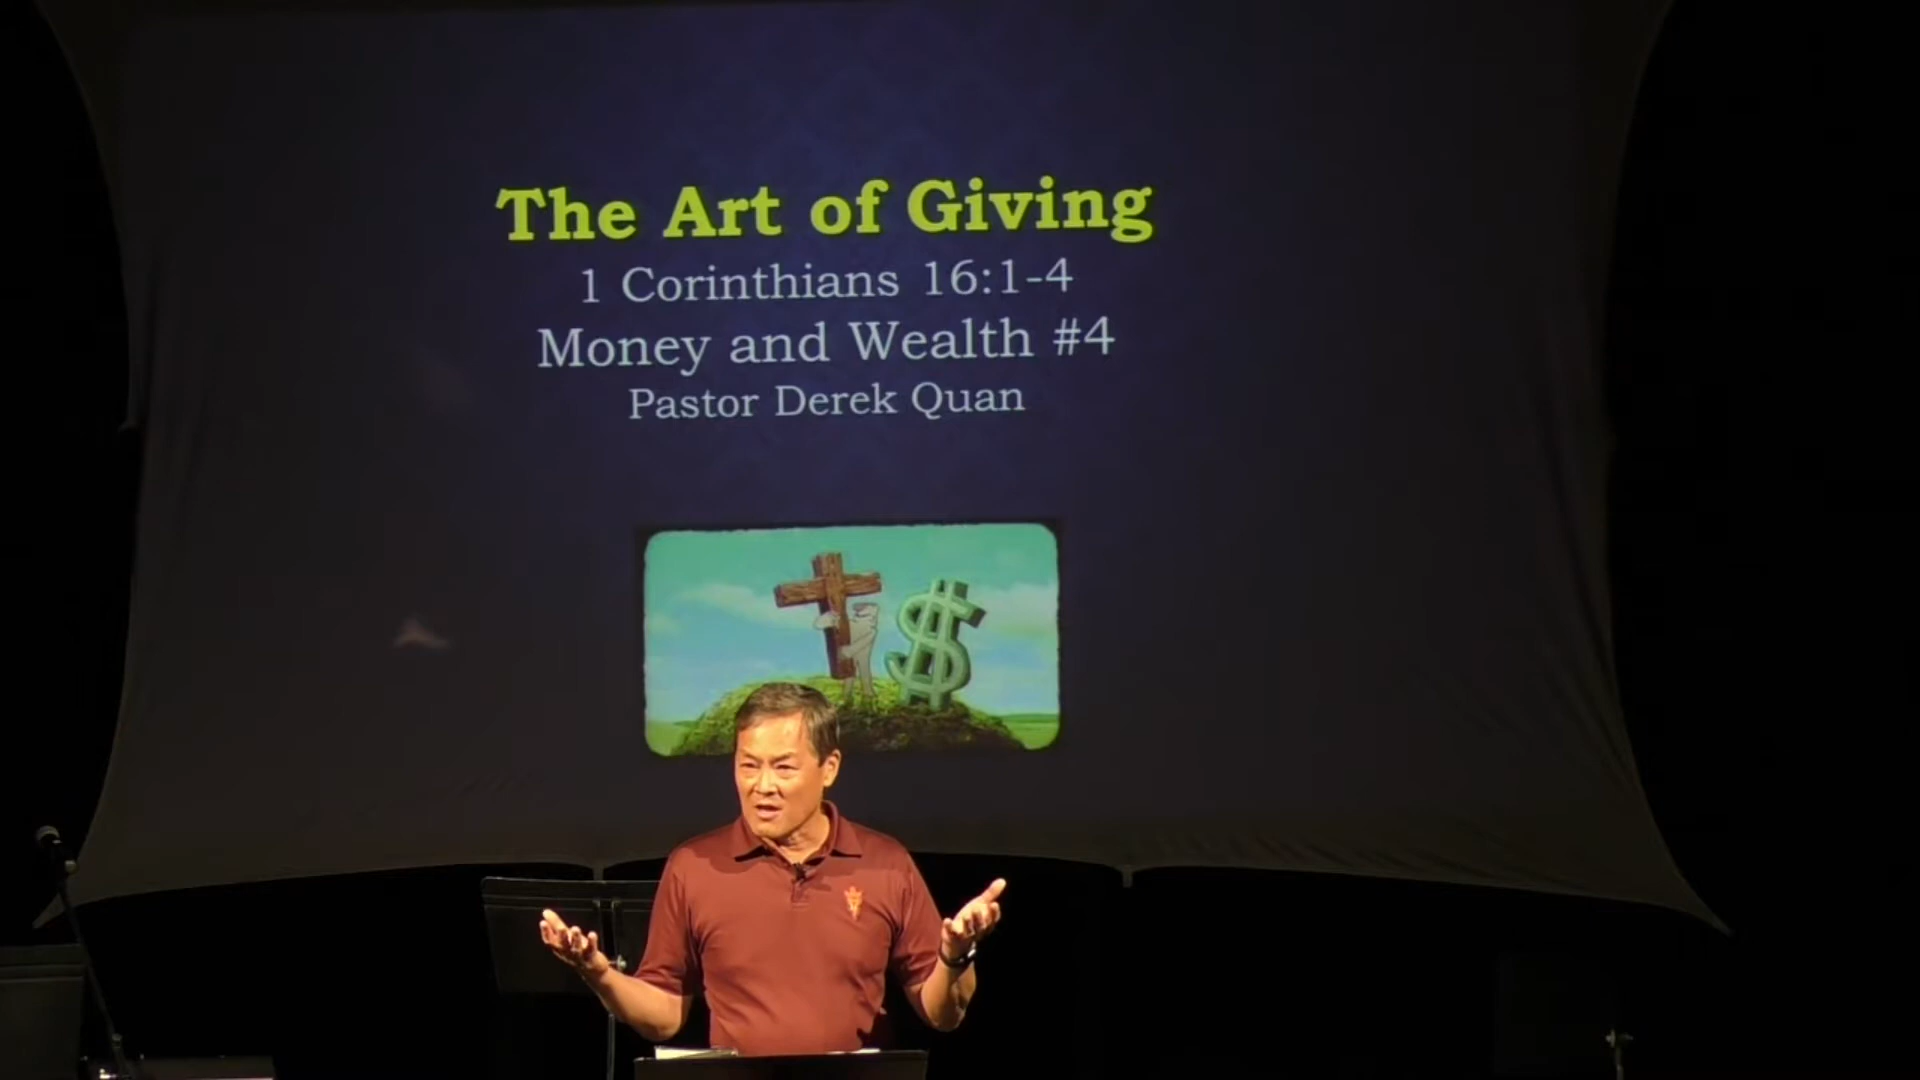 The Art of Giving
1 Corinthians 16:1-4
Money and Wealth #4
Pastor Derek Quan